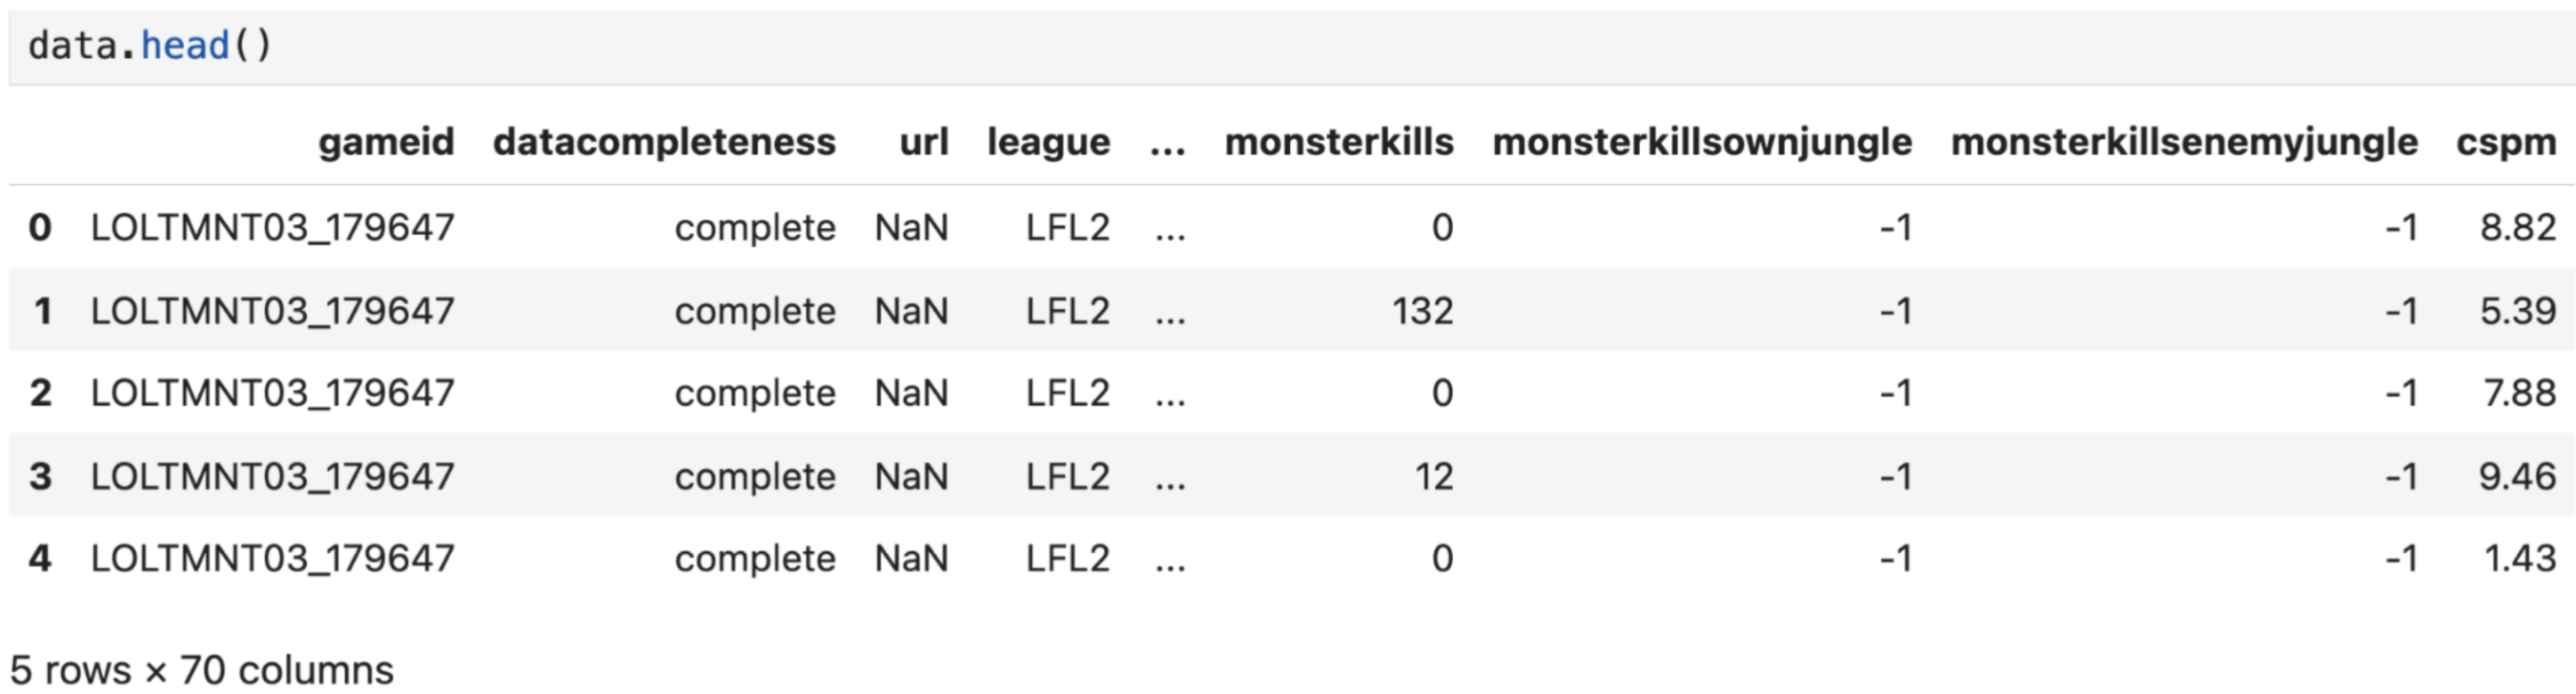 data.head()
gameid datacompleteness url league ... monsterkills monsterkillsownjungle monsterkillsenemyjungle cspm
0 LOLTMNT03_179647 complete NaN LFL2 ... 0 -1 -1 8.82
1 LOLTMNT03_179647 complete NaN LFL2 ... 132 -1 -1 5.39
2 LOLTMNT03_179647 complete NaN LFL2 ... 0 -1 -1 7.88
3 LOLTMNT03_179647 complete NaN LFL2 ... 12 -1 -1 9.46
4 LOLTMNT03_179647 complete NaN LFL2 ... 0 -1 -1 1.43
5 rows × 70 columns